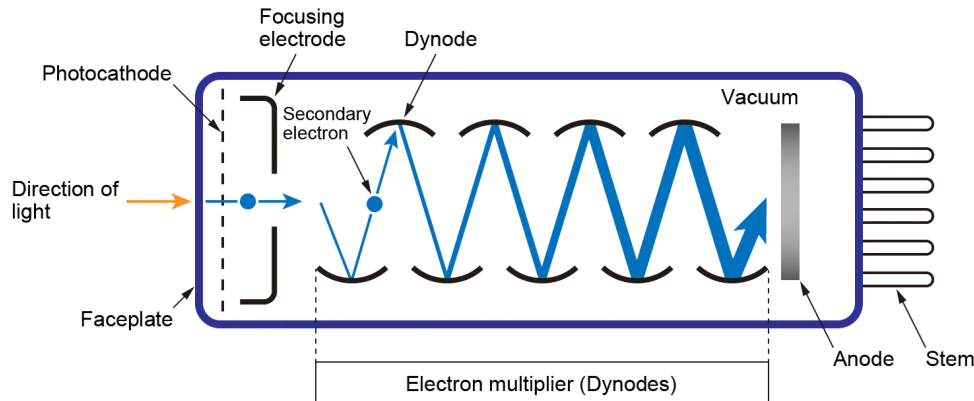 Focusing
electrode
Dynode
Photocathode
Secondary
electron
Vacuum
Direction of
light
Faceplate
Anode
Stem
Electron multiplier (Dynodes)